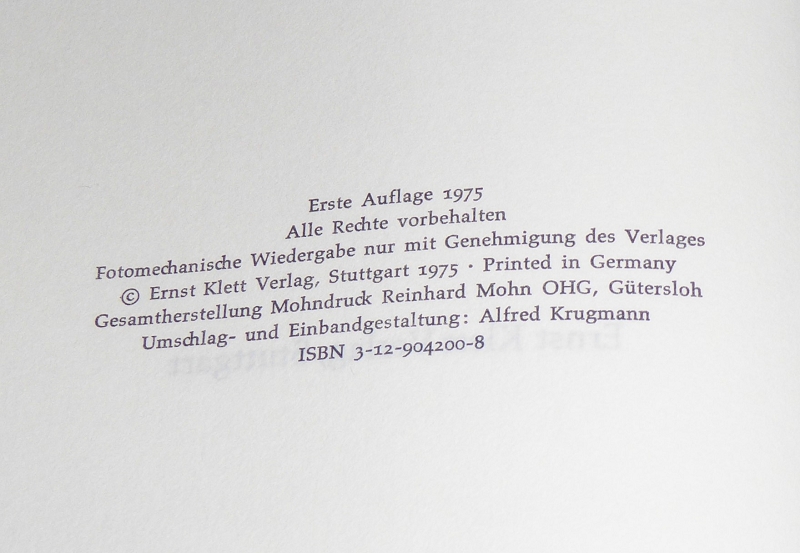 Erste Auflage 1975
Alle Rechte vorbehalten
Fotomechanische Wiedergabe nur mit Genehmigung des Verlages
© Ernst Klett Verlag, Stuttgart 1975 · Printed in Germany
Gesamtherstellung Mohndruck Reinhard Mohn OHG, Gütersloh
Umschlag- und Einbandgestaltung: Alfred Krugmann
ISBN 3-12-904200-8